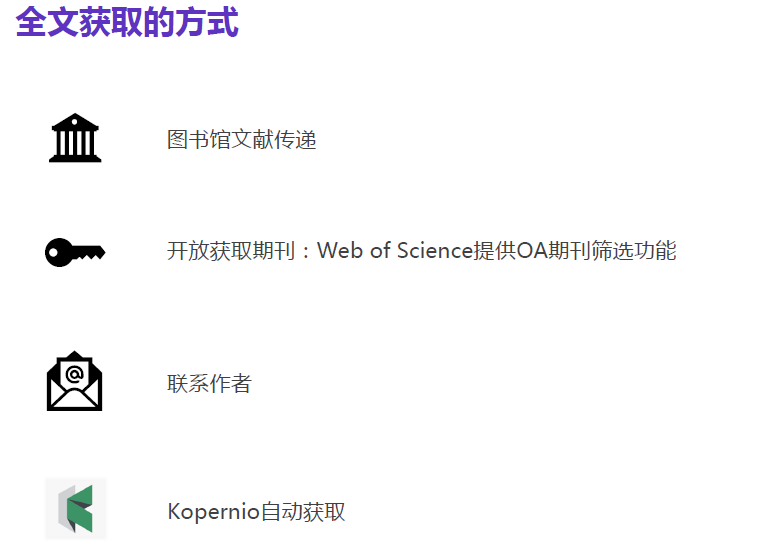 全文获取的方式
图书馆文献传递
开放获取期刊：Web of Science提供OA期刊筛选功能
联系作者
Kopernio自动获取